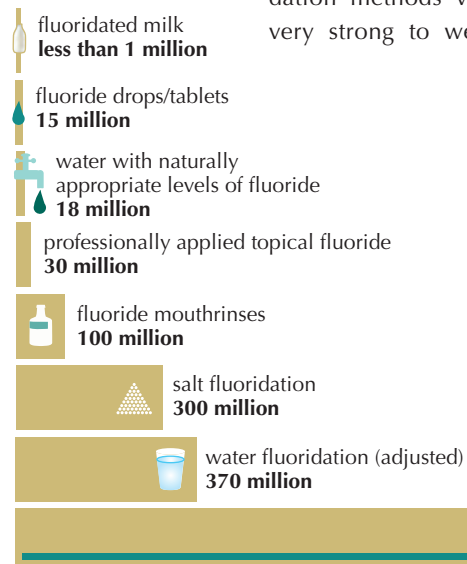 dation methods
very strong to
fluoridated milk
less than 1 million
fluoride drops/tablets
15 million
water with naturally
appropriate levels of fluoride
18 million
professionally applied topical fluoride
30 million
fluoride mouthrinses
100 million
salt fluoridation
300 million
water fluoridation (adjusted)
370 million